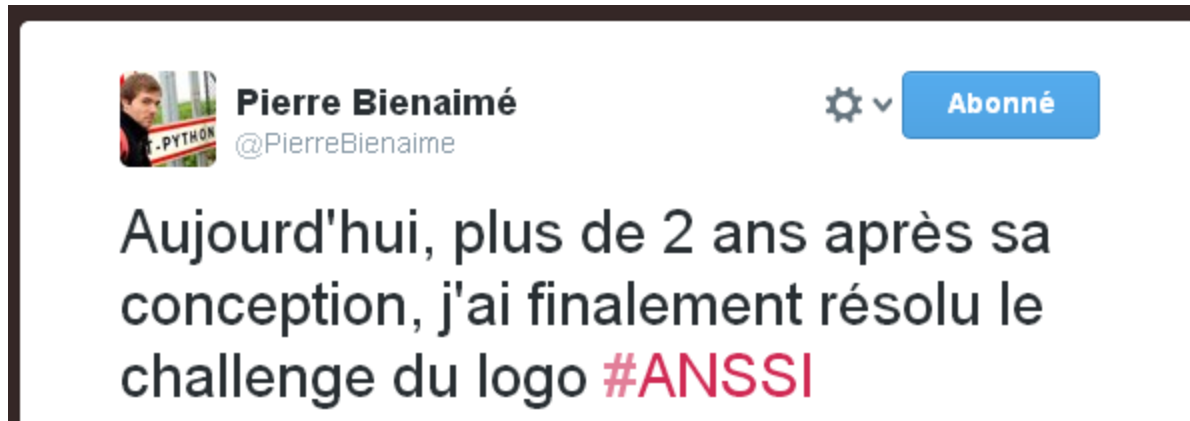 Pierre Bienaimé
@PierreBienaime
Abonné
T-PYTHON
Aujourd'hui, plus de 2 ans après sa
conception, j'ai finalement résolu le
challenge du logo #ANSSI